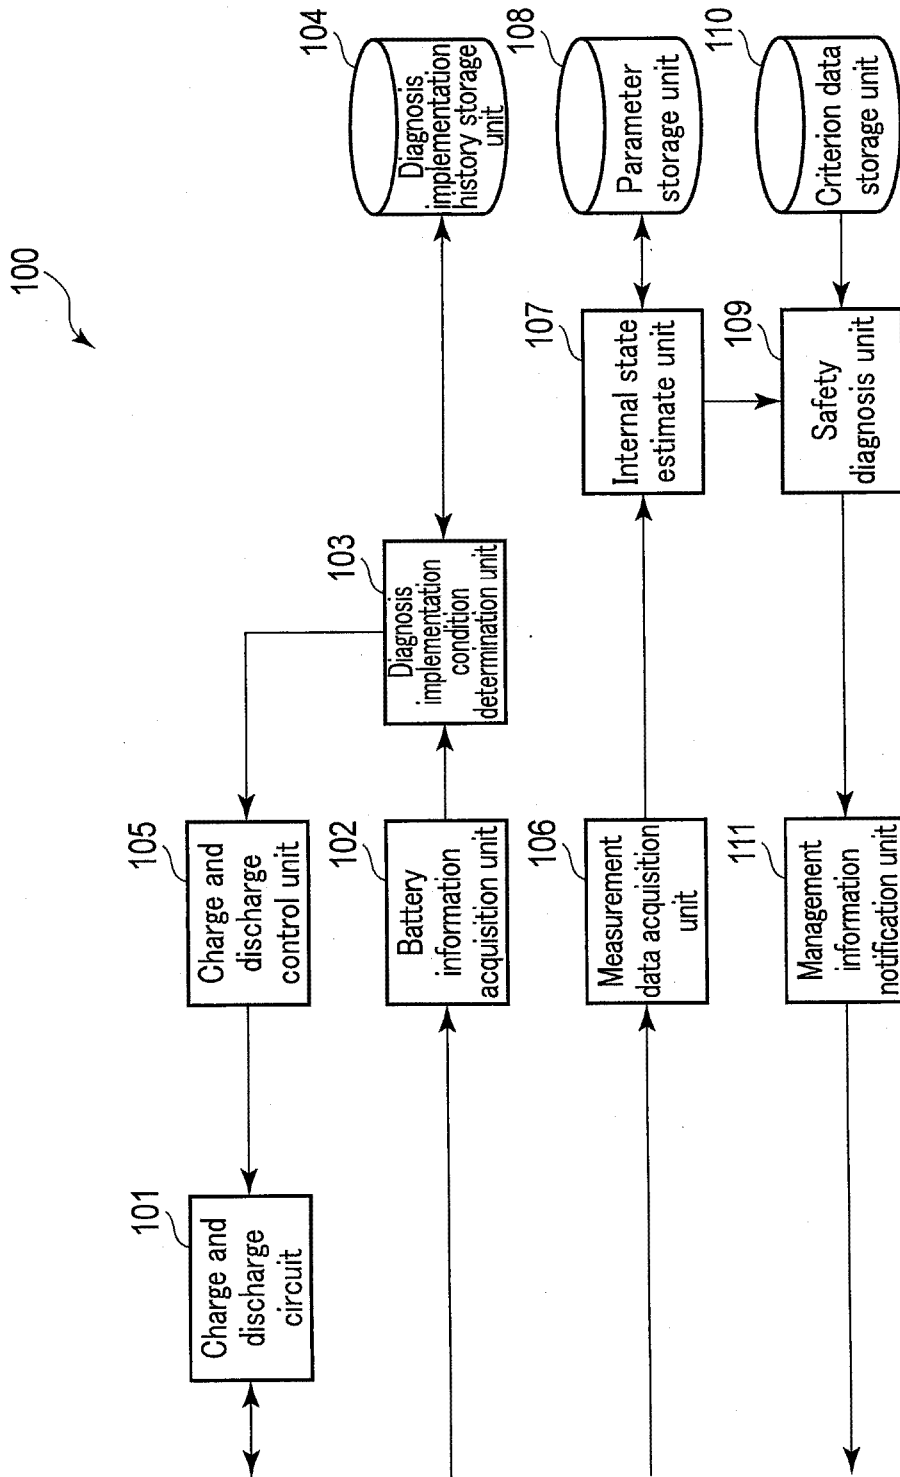 100
101
Charge and
discharge
circuit
105
Charge and
discharge
control unit
102
Battery
information
acquisition unit
103
Diagnosis
implementation
condition
determination unit
104
Diagnosis
implementation
history storage
unit
106
Measurement
data acquisition
unit
107
Internal state
estimate unit
108
Parameter
storage unit
111
Management
information
notification unit
109
Safety
diagnosis unit
110
Criterion data
storage unit